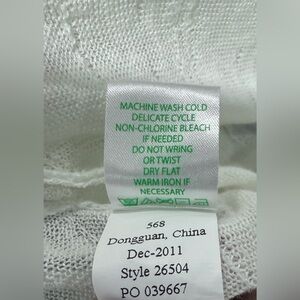 MACHINE WASH COLD
DELICATE CYCLE
NON-CHLORINE BLEACH
IF NEEDED
DO NOT WRING
OR TWIST
DRY FLAT
WARM IRON IF
NECESSARY
568
Dongguan, China
Dec-2011
Style 26504
PO 039667